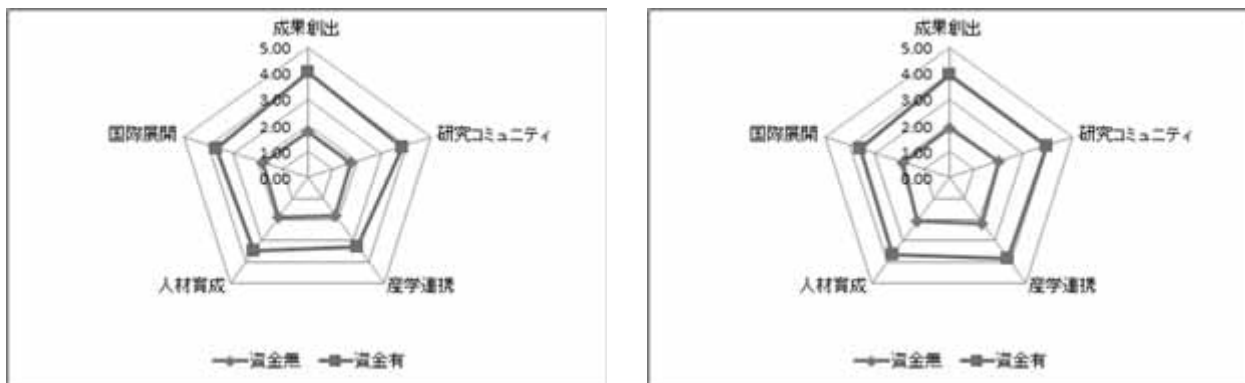 成果創出
5.00
4.00
3.00
2.00
1.00
0.00
国際展開
研究コミュニティ
人材育成
産学連携
資金無 資金有
成果創出
5.00
4.00
3.00
2.00
1.00
0.00
国際展開
研究コミュニティ
人材育成
産学連携
資金無 資金有